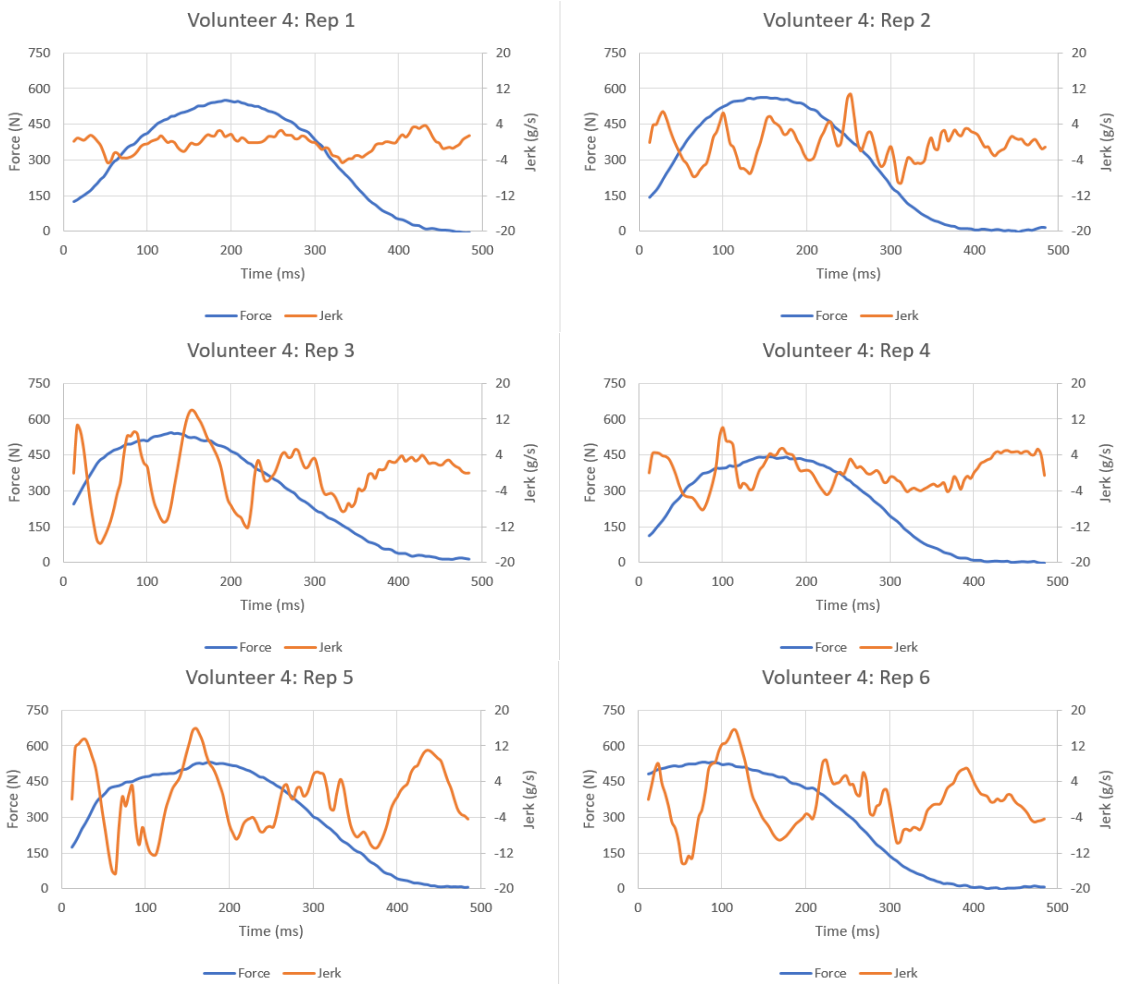 Volunteer 4: Rep 1
Force (N)
750
600
450
300
150
0
20
12
4
-4
-12
-20
Jerk (g/s)
0 100 200 300 400 500
Time (ms)
Force Jerk
Volunteer 4: Rep 2
Force (N)
750
600
450
300
150
0
20
12
4
-4
-12
-20
Jerk (g/s)
0 100 200 300 400 500
Time (ms)
Force Jerk
Volunteer 4: Rep 3
Force (N)
750
600
450
300
150
0
20
12
4
-4
-12
-20
Jerk (g/s)
0 100 200 300 400 500
Time (ms)
Force Jerk
Volunteer 4: Rep 4
Force (N)
750
600
450
300
150
0
20
12
4
-4
-12
-20
Jerk (g/s)
0 100 200 300 400 500
Time (ms)
Force Jerk
Volunteer 4: Rep 5
Force (N)
750
600
450
300
150
0
20
12
4
-4
-12
-20
Jerk (g/s)
0 100 200 300 400 500
Time (ms)
Force Jerk
Volunteer 4: Rep 6
Force (N)
750
600
450
300
150
0
20
12
4
-4
-12
-20
Jerk (g/s)
0 100 200 300 400 500
Time (ms)
Force Jerk